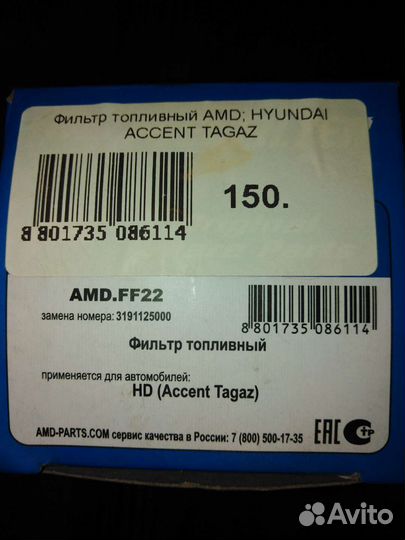 Фильтр топливный AMD; HYUNDAI
ACCENT TAGAZ
150.
8 801735 086114
AMD.FF22
замена номера: 3191125000
8 801735 086114
Фильтр топливный
применяется для автомобилей:
HD (Accent Tagaz)
AMD-PARTS.COM сервис качества в России: 7 (800) 500-17-35
EAC
Avito